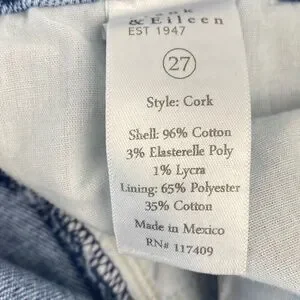 & Eileen
EST 1947
27
Style: Cork
Shell: 96% Cotton
3% Elasterelle Poly
1% Lycra
Lining: 65% Polyester
35% Cotton
Made in Mexico
RN# 117409